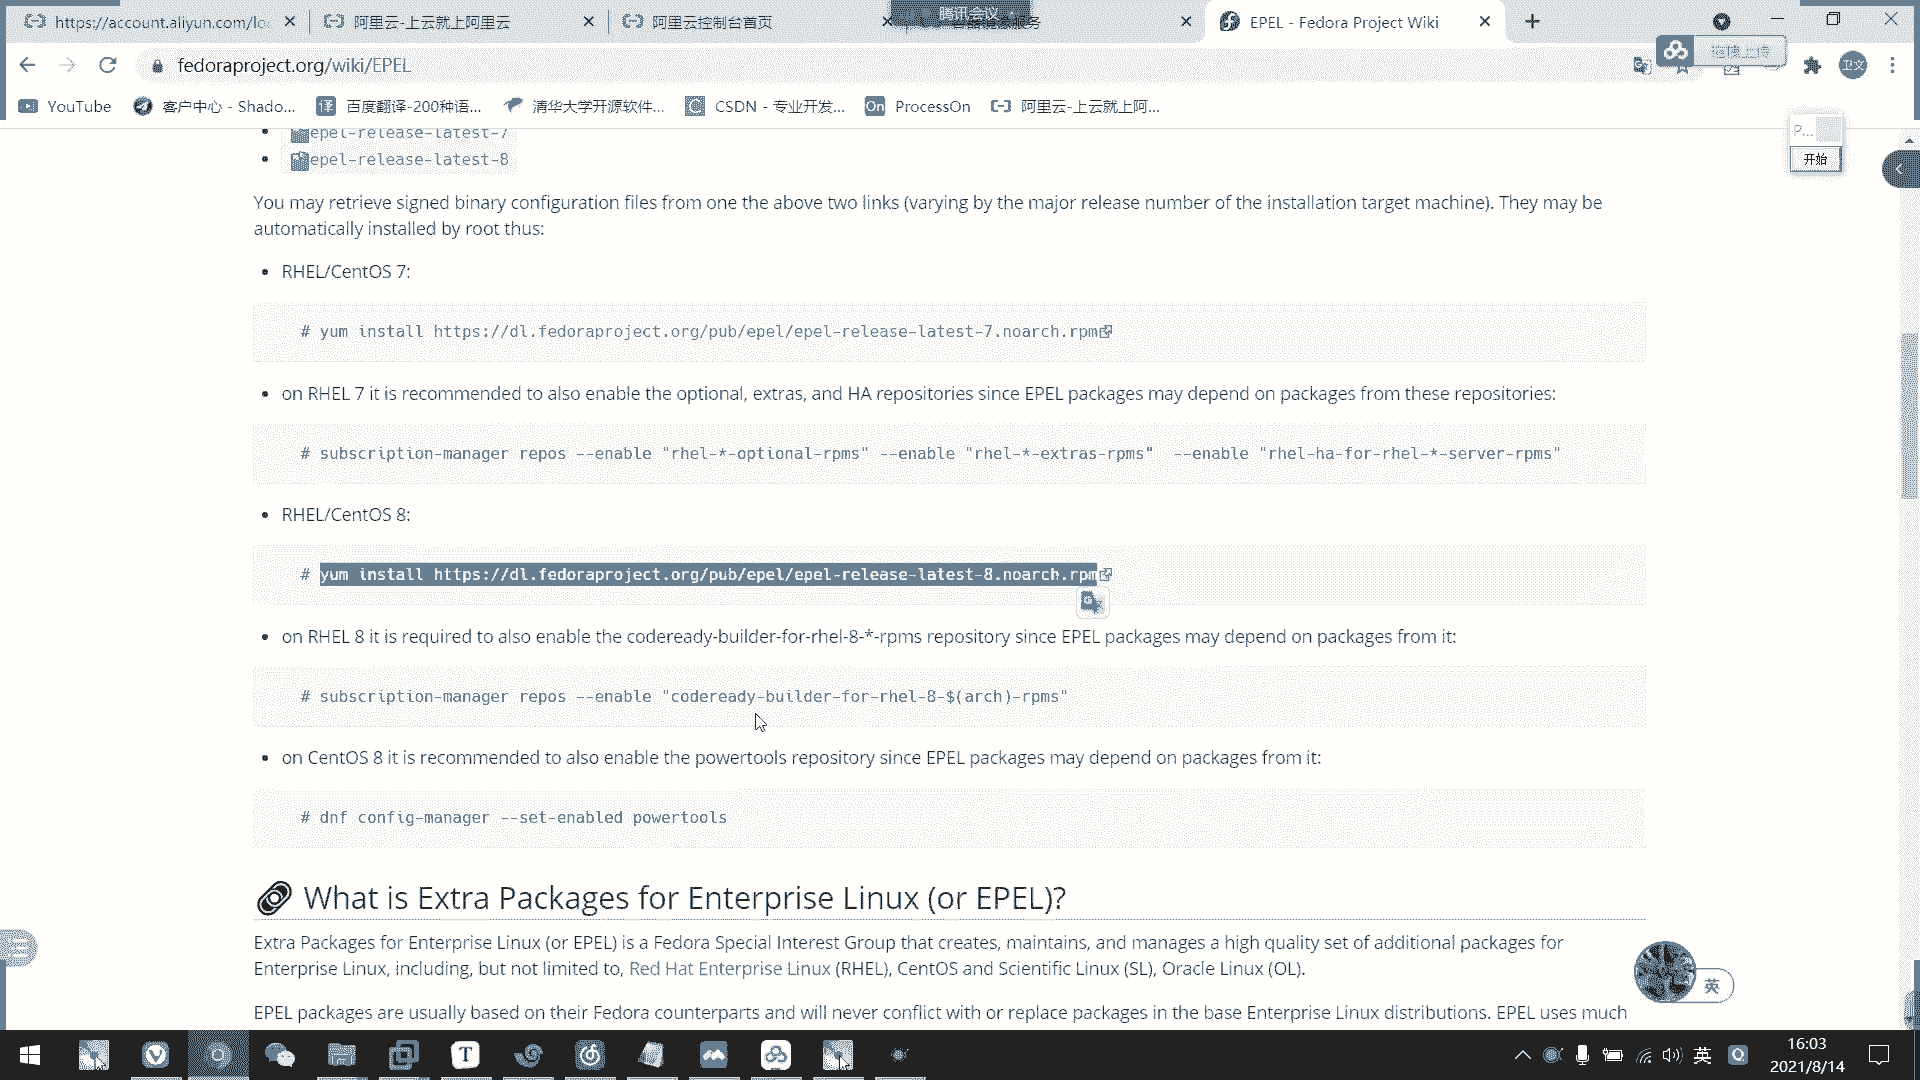 https://account.aliyun.com/lo
阿里云-上云就上阿里云
阿里云控制台首页
腾讯会议
EPEL - Fedora Project Wiki
fedoraproject.org/wiki/EPEL
拖拽上传
卫文
YouTube
客户中心 - Shado...
百度翻译-200种语...
清华大学开源软件...
CSDN - 专业开发...
ProcessOn
阿里云-上云就上阿...
P...
开始
epel-release-latest-7
epel-release-latest-8
You may retrieve signed binary configuration files from one the above two links (varying by the major release number of the installation target machine). They may be
automatically installed by root thus:
RHEL/CentOS 7:
# yum install https://dl.fedoraproject.org/pub/epel/epel-release-latest-7.noarch.rpm
on RHEL 7 it is recommended to also enable the optional, extras, and HA repositories since EPEL packages may depend on packages from these repositories:
# subscription-manager repos --enable "rhel-*-optional-rpms" --enable "rhel-*-extras-rpms"  --enable "rhel-ha-for-rhel-*-server-rpms"
RHEL/CentOS 8:
# yum install https://dl.fedoraproject.org/pub/epel/epel-release-latest-8.noarch.rpm
on RHEL 8 it is required to also enable the codeready-builder-for-rhel-8-*-rpms repository since EPEL packages may depend on packages from it:
# subscription-manager repos --enable "codeready-builder-for-rhel-8-$(arch)-rpms"
on CentOS 8 it is recommended to also enable the powertools repository since EPEL packages may depend on packages from it:
# dnf config-manager --set-enabled powertools
What is Extra Packages for Enterprise Linux (or EPEL)?
Extra Packages for Enterprise Linux (or EPEL) is a Fedora Special Interest Group that creates, maintains, and manages a high quality set of additional packages for
Enterprise Linux, including, but not limited to, Red Hat Enterprise Linux (RHEL), CentOS and Scientific Linux (SL), Oracle Linux (OL).
英
EPEL packages are usually based on their Fedora counterparts and will never conflict with or replace packages in the base Enterprise Linux distributions. EPEL uses much
英
16:03
2021/8/14